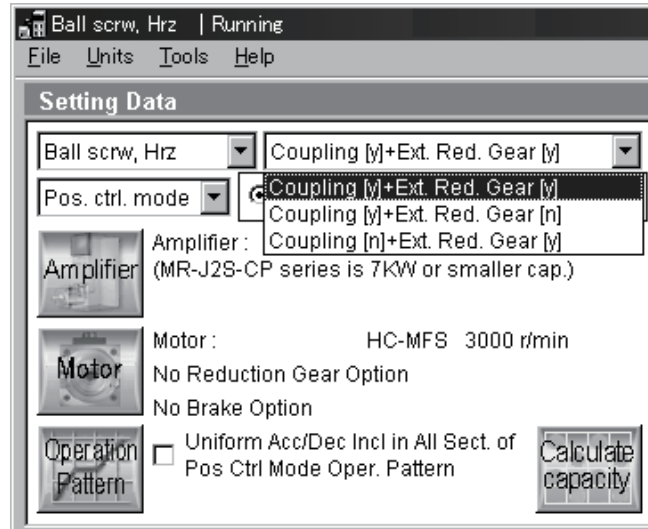 Ball scrw, Hrz | Running
File Units Tools Help
Setting Data
Ball scrw, Hrz Coupling [y]+Ext. Red. Gear [y]
Pos. ctrl. mode Coupling [y]+Ext. Red. Gear [y]
Coupling [y]+Ext. Red. Gear [n]
Coupling [n]+Ext. Red. Gear [y]
Amplifier Amplifier :
(MR-J2S-CP series is 7KW or smaller cap.)
Motor Motor : HC-MFS 3000 r/min
No Reduction Gear Option
No Brake Option
Operation Pattern Uniform Acc/Dec Incl in All Sect. of
Pos Ctrl Mode Oper. Pattern
Calculate
capacity